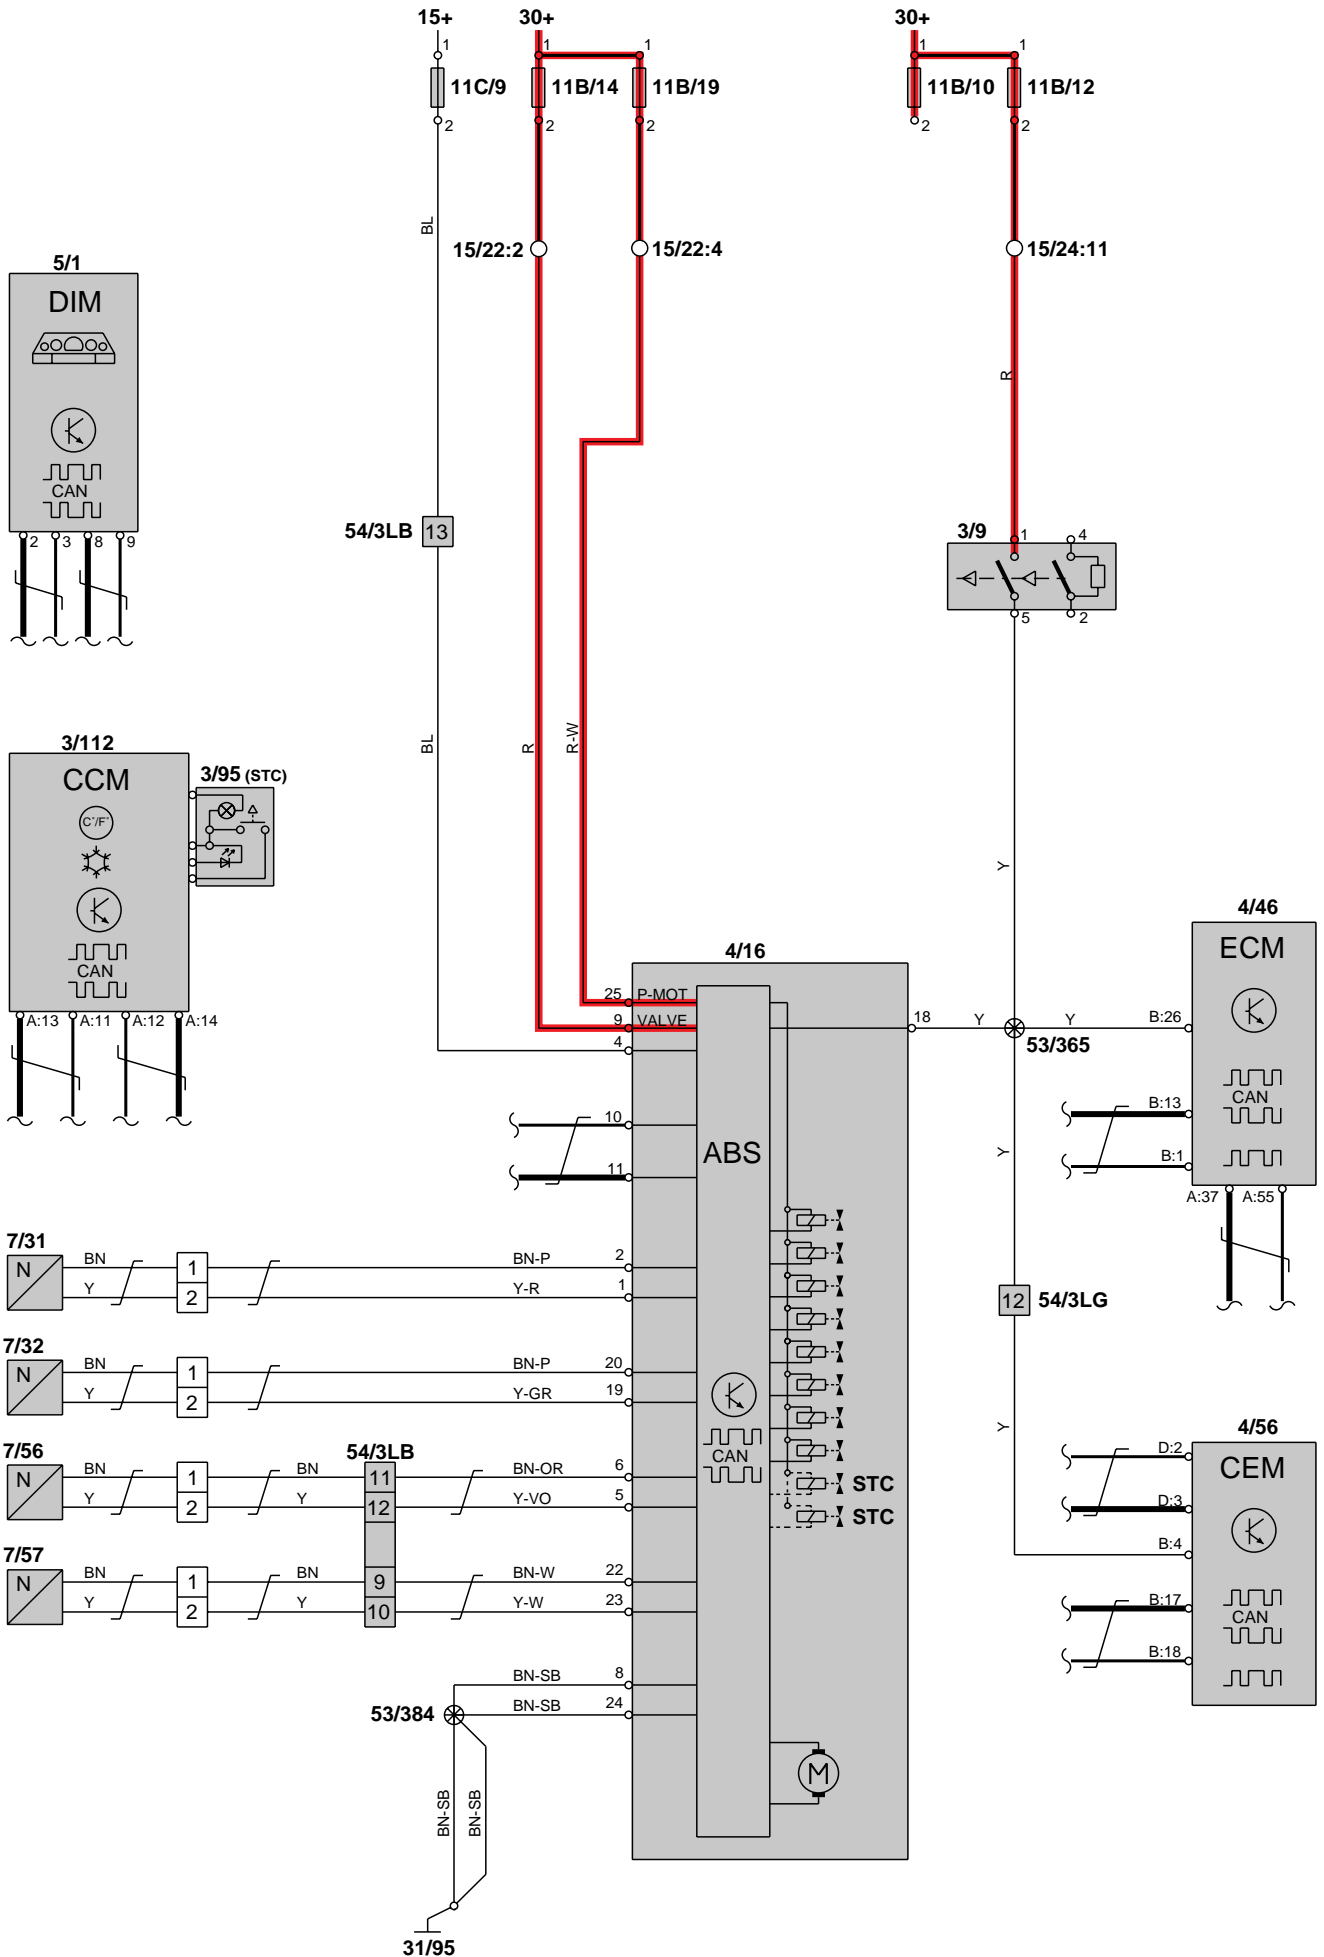 15+
30+
30+
1
1
1
1
1
11C/9
11B/14
11B/19
11B/10
11B/12
2
2
2
2
2
BL
15/22:2
15/22:4
15/24:11
5/1
DIM
CAN
2
3
8
9
R
54/3LB
13
3/9
1
4
5
2
3/112
CCM
C°/F°
CAN
3/95 (STC)
A:13
A:11
A:12
A:14
BL
R
R-W
Y
4/16
4/46
ECM
CAN
25
P-MOT
9
VALVE
4
18
Y
Y
B:26
53/365
10
11
ABS
B:13
B:1
Y
A:37
A:55
7/31
N
BN
1
BN-P
2
Y
2
Y-R
1
12
54/3LG
7/32
N
BN
1
BN-P
20
Y
2
Y-GR
19
CAN
STC
STC
Y
7/56
N
54/3LB
BN
1
BN
11
BN-OR
6
Y
2
Y
12
Y-VO
5
4/56
CEM
CAN
D:2
D:3
B:4
B:17
B:18
7/57
N
BN
1
BN
9
BN-W
22
Y
2
Y
10
Y-W
23
BN-SB
8
53/384
BN-SB
24
BN-SB
BN-SB
M
31/95